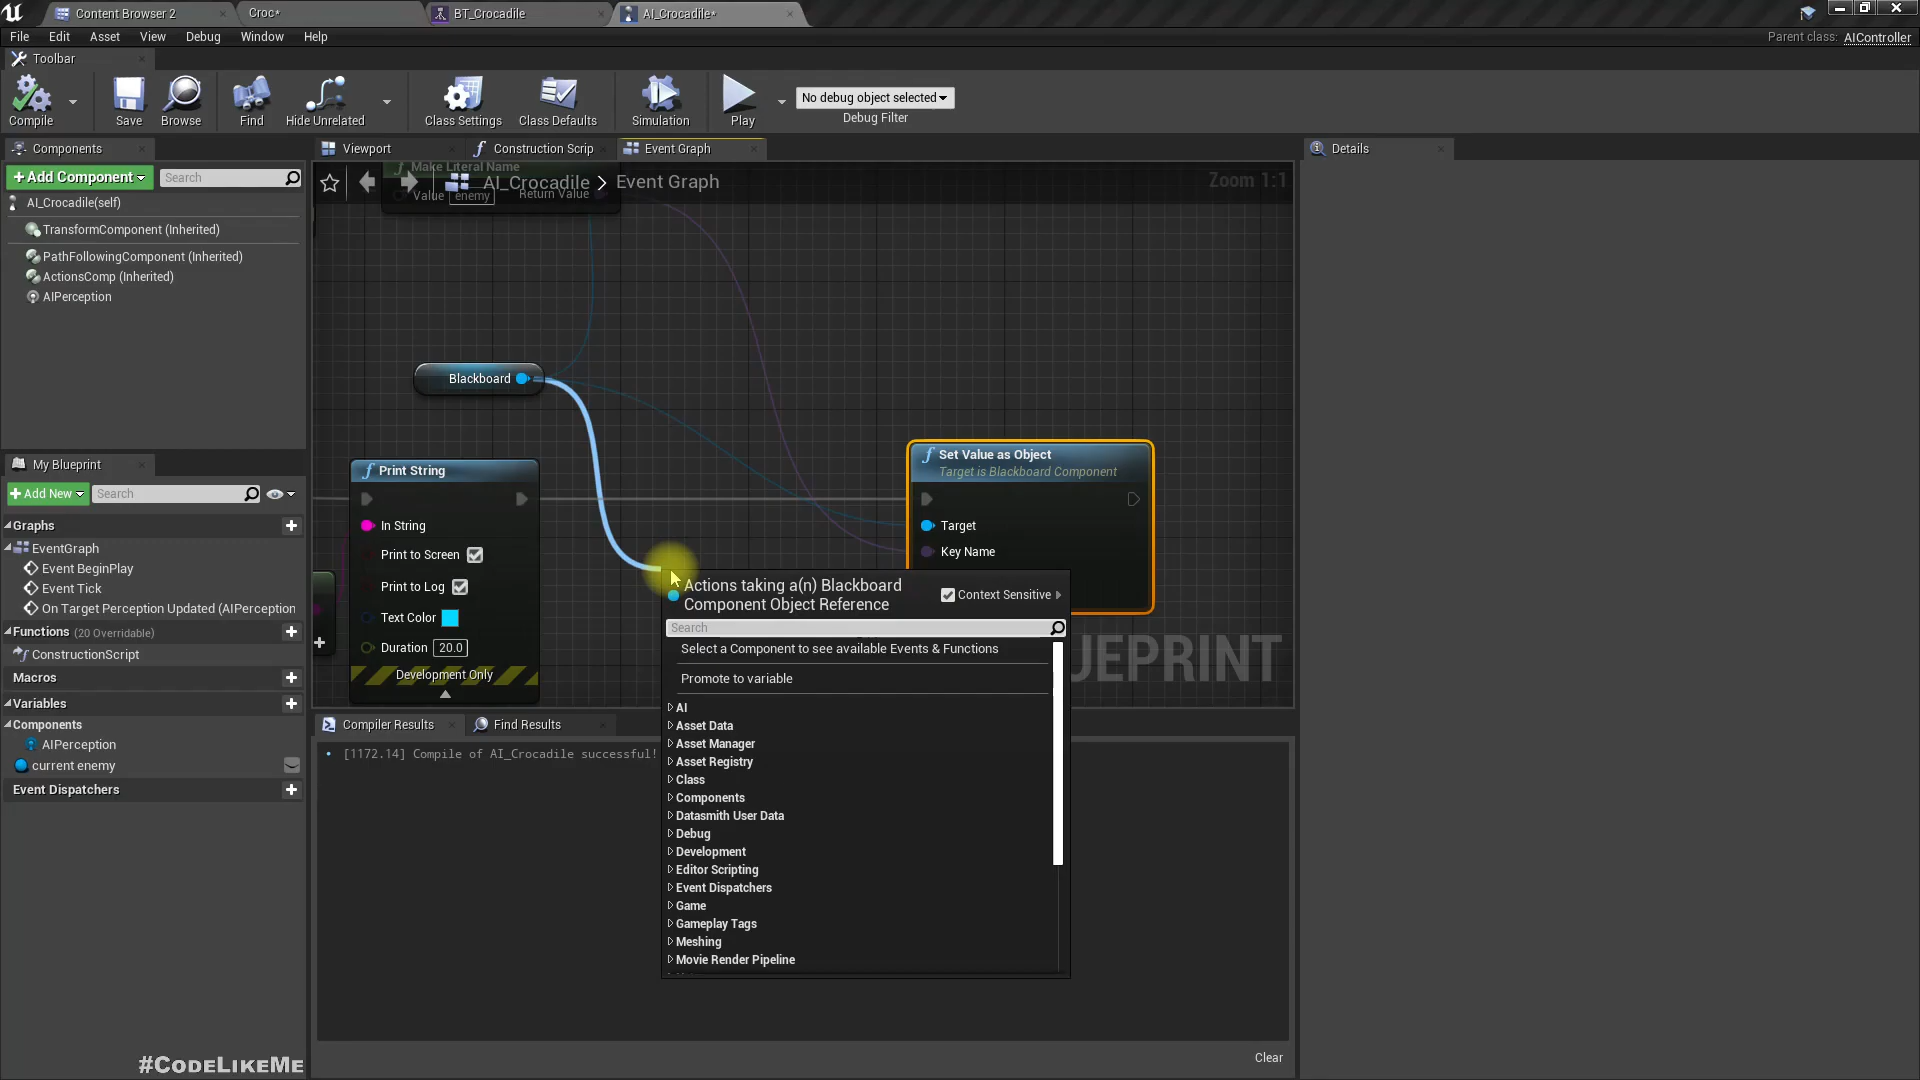 Content Browser 2
Croc*
BT_Crocadile
AI_Crocadile*
File Edit Asset View Debug Window Help
Parent class: AIController
Toolbar
Compile
Save
Browse
Find
Hide Unrelated
Class Settings
Class Defaults
Simulation
Play
No debug object selected
Debug Filter
Components
+Add Component
Search
AI_Crocadile(self)
TransformComponent (Inherited)
PathFollowingComponent (Inherited)
ActionsComp (Inherited)
AIPerception
My Blueprint
+Add New
Search
Graphs
EventGraph
Event BeginPlay
Event Tick
On Target Perception Updated (AIPerception
Functions (20 Overridable)
ConstructionScript
Macros
Variables
Components
AIPerception
current enemy
Event Dispatchers
#CodeLikeMe
Viewport
Construction Scrip
Event Graph
Make Literal Name
Value enemy Return Value
AI_Crocadile > Event Graph
Zoom 1:1
Blackboard
Print String
In String
Print to Screen
Print to Log
Text Color
Duration 20.0
Development Only
Set Value as Object
Target is Blackboard Component
Target
Key Name
UEPRINT
Actions taking a(n) Blackboard
Component Object Reference
Context Sensitive
Search
Select a Component to see available Events & Functions
Promote to variable
AI
Asset Data
Asset Manager
Asset Registry
Class
Components
Datasmith User Data
Debug
Development
Editor Scripting
Event Dispatchers
Game
Gameplay Tags
Meshing
Movie Render Pipeline
Compiler Results
Find Results
[1172.14] Compile of AI_Crocadile successful!
Clear
Details